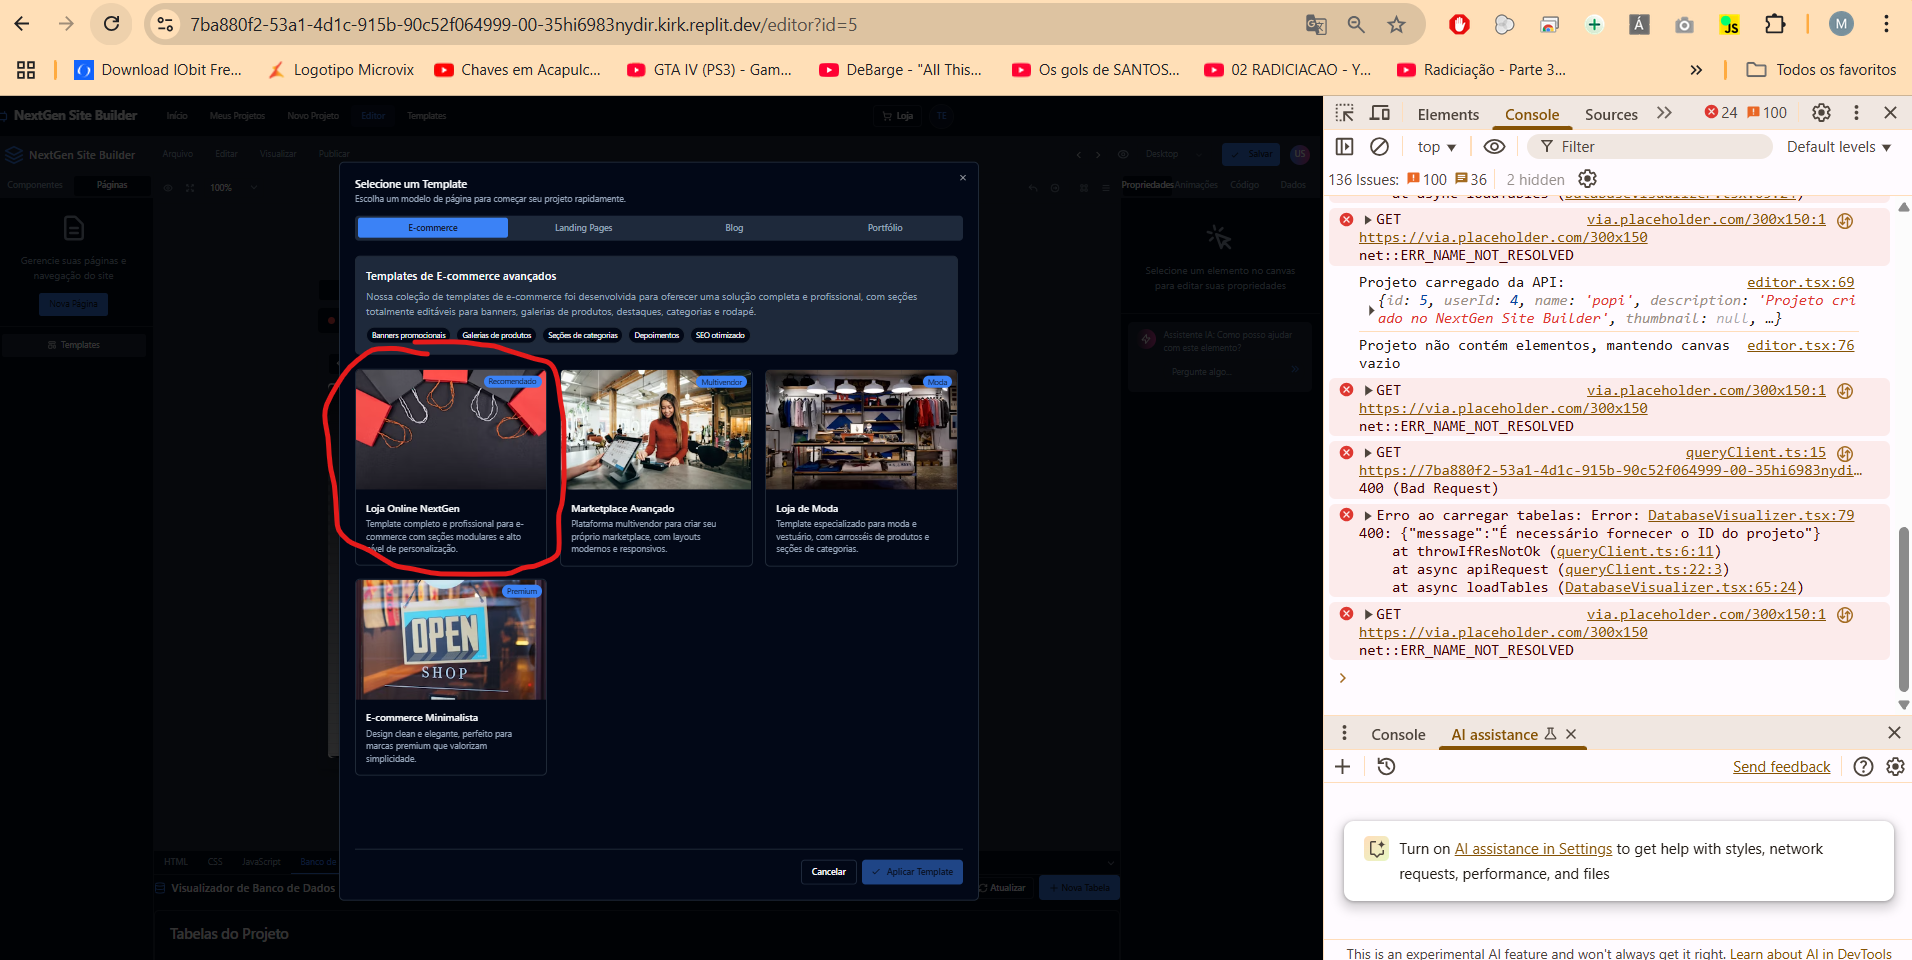 7ba880f2-53a1-4d1c-915b-90c52f064999-00-35hi6983nydir.kirk.replit.dev/editor?id=5
Download IObit Fre...
Logotipo Microvix
Chaves em Acapulc...
GTA IV (PS3) - Gam...
DeBarge - "All This...
Os gols de SANTOS...
02 RADICIACAO - Y...
Radiciação - Parte 3...
»
Todos os favoritos
NextGen Site Builder
Início
Meus Projetos
Novo Projeto
Editor
Templates
Loja
TE
NextGen Site Builder
Arquivo
Editar
Visualizar
Publicar
Desktop
Salvar
US
Componentes
Páginas
100%
Propriedades
Animações
Código
Dados
Gerencie suas páginas e
navegação do site
Nova Página
Templates
Selecione um elemento no canvas
para editar suas propriedades
Assistente IA: Como posso ajudar
com este elemento?
Pergunte algo...
Selecione um Template
Escolha um modelo de página para começar seu projeto rapidamente.
E-commerce
Landing Pages
Blog
Portfólio
Templates de E-commerce avançados
Nossa coleção de templates de e-commerce foi desenvolvida para oferecer uma solução completa e profissional, com seções
totalmente editáveis para banners, galerias de produtos, destaques, categorias e rodapé.
Banners promocionais
Galerias de produtos
Seções de categorias
Depoimentos
SEO otimizado
Recomendado
Loja Online NextGen
Template completo e profissional para e-
commerce com seções modulares e alto
nível de personalização.
Multivendor
Marketplace Avançado
Plataforma multivendor para criar seu
próprio marketplace, com layouts
modernos e responsivos.
Moda
Loja de Moda
Template especializado para moda e
vestuário, com carrosséis de produtos e
seções de categorias.
Premium
OPEN
SHOP
E-commerce Minimalista
Design clean e elegante, perfeito para
marcas premium que valorizam
simplicidade.
Cancelar
Aplicar Template
HTML
CSS
JavaScript
Banco de
Visualizador de Banco de Dados
Atualizar
+ Nova Tabela
Tabelas do Projeto
Elements
Console
Sources
24
100
top
Filter
Default levels
136 Issues:
100
36
2 hidden
at async loadTables (DatabaseVisualizer.tsx:65:24)
GET via.placeholder.com/300x150:1
https://via.placeholder.com/300x150
net::ERR_NAME_NOT_RESOLVED
Projeto carregado da API: editor.tsx:69
{id: 5, userId: 4, name: 'popi', description: 'Projeto cri
ado no NextGen Site Builder', thumbnail: null, …}
Projeto não contém elementos, mantendo canvas editor.tsx:76
vazio
GET via.placeholder.com/300x150:1
https://via.placeholder.com/300x150
net::ERR_NAME_NOT_RESOLVED
GET queryClient.ts:15
https://7ba880f2-53a1-4d1c-915b-90c52f064999-00-35hi6983nydi…
400 (Bad Request)
Erro ao carregar tabelas: Error: DatabaseVisualizer.tsx:79
400: {"message":"É necessário fornecer o ID do projeto"}
at throwIfResNotOk (queryClient.ts:6:11)
at async apiRequest (queryClient.ts:22:3)
at async loadTables (DatabaseVisualizer.tsx:65:24)
GET via.placeholder.com/300x150:1
https://via.placeholder.com/300x150
net::ERR_NAME_NOT_RESOLVED
Console
AI assistance
Send feedback
Turn on AI assistance in Settings to get help with styles, network
requests, performance, and files
This is an experimental AI feature and won't always get it right. Learn about AI in DevTools